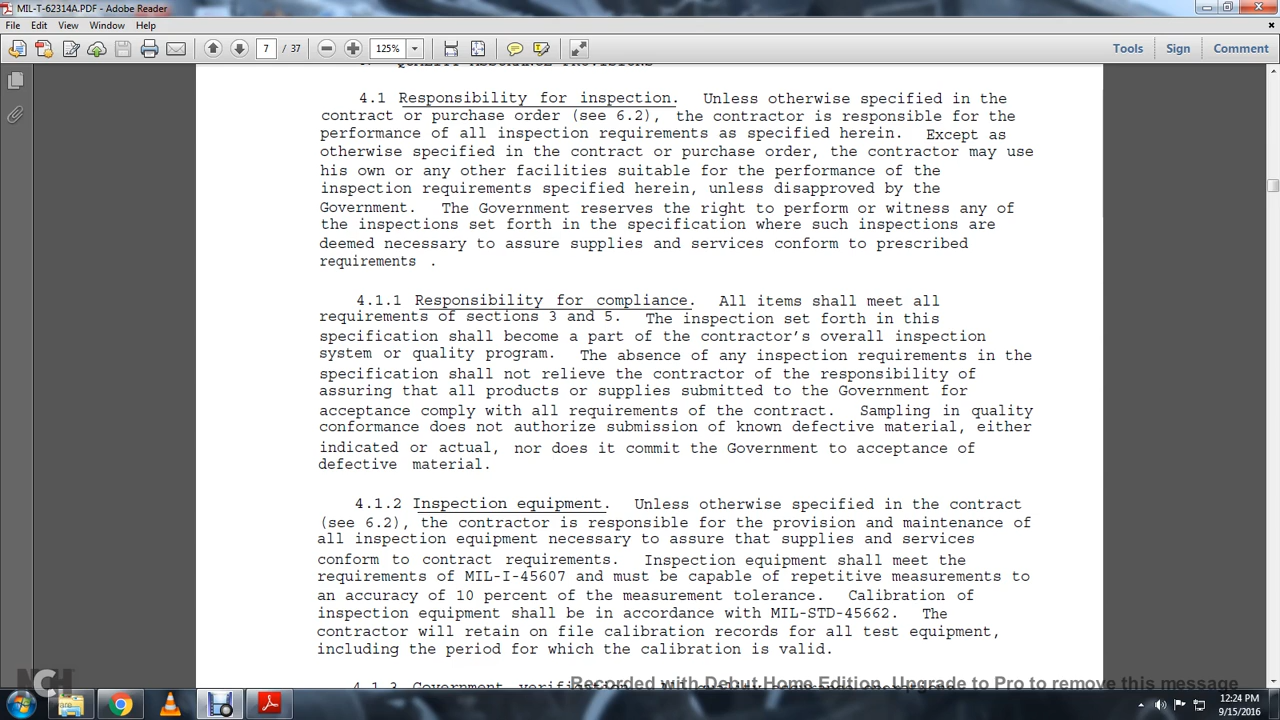 MIL-T-62314A.PDF - Adobe Reader
File Edit View Window Help
7 / 37 125% Tools Sign Comment
QUALITY ASSURANCE PROVISIONS
4.1 Responsibility for inspection. Unless otherwise specified in the
contract or purchase order (see 6.2), the contractor is responsible for the
performance of all inspection requirements as specified herein. Except as
otherwise specified in the contract or purchase order, the contractor may use
his own or any other facilities suitable for the performance of the
inspection requirements specified herein, unless disapproved by the
Government. The Government reserves the right to perform or witness any of
the inspections set forth in the specification where such inspections are
deemed necessary to assure supplies and services conform to prescribed
requirements .
4.1.1 Responsibility for compliance. All items shall meet all
requirements of sections 3 and 5. The inspection set forth in this
specification shall become a part of the contractor's overall inspection
system or quality program. The absence of any inspection requirements in the
specification shall not relieve the contractor of the responsibility of
assuring that all products or supplies submitted to the Government for
acceptance comply with all requirements of the contract. Sampling in quality
conformance does not authorize submission of known defective material, either
indicated or actual, nor does it commit the Government to acceptance of
defective material.
4.1.2 Inspection equipment. Unless otherwise specified in the contract
(see 6.2), the contractor is responsible for the provision and maintenance of
all inspection equipment necessary to assure that supplies and services
conform to contract requirements. Inspection equipment shall meet the
requirements of MIL-I-45607 and must be capable of repetitive measurements to
an accuracy of 10 percent of the measurement tolerance. Calibration of
inspection equipment shall be in accordance with MIL-STD-45662. The
contractor will retain on file calibration records for all test equipment,
including the period for which the calibration is valid.
4.1.3 Government verification.
Recorded with Debut Home Edition. Upgrade to Pro to remove this message
NCH
12:24 PM
9/15/2016